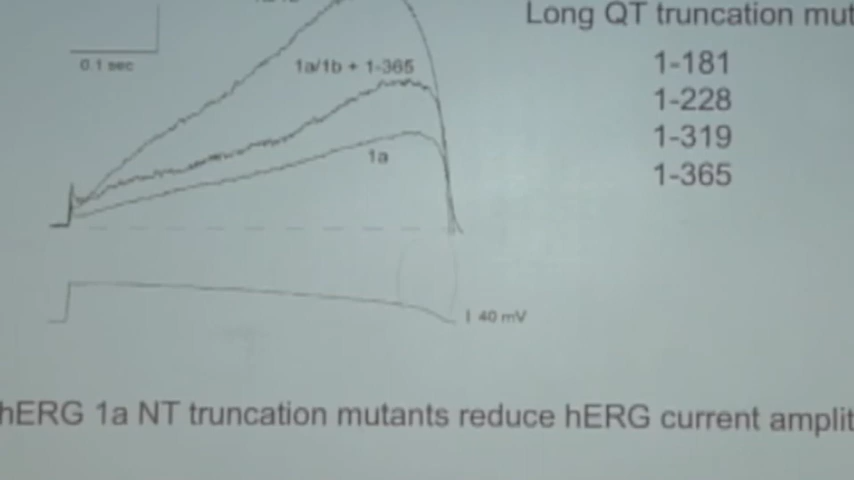 Long QT truncation mut
0.1 sec
1a/1b + 1-365
1-181
1-228
1-319
1-365
1a
40 mV
hERG 1a NT truncation mutants reduce hERG current amplit